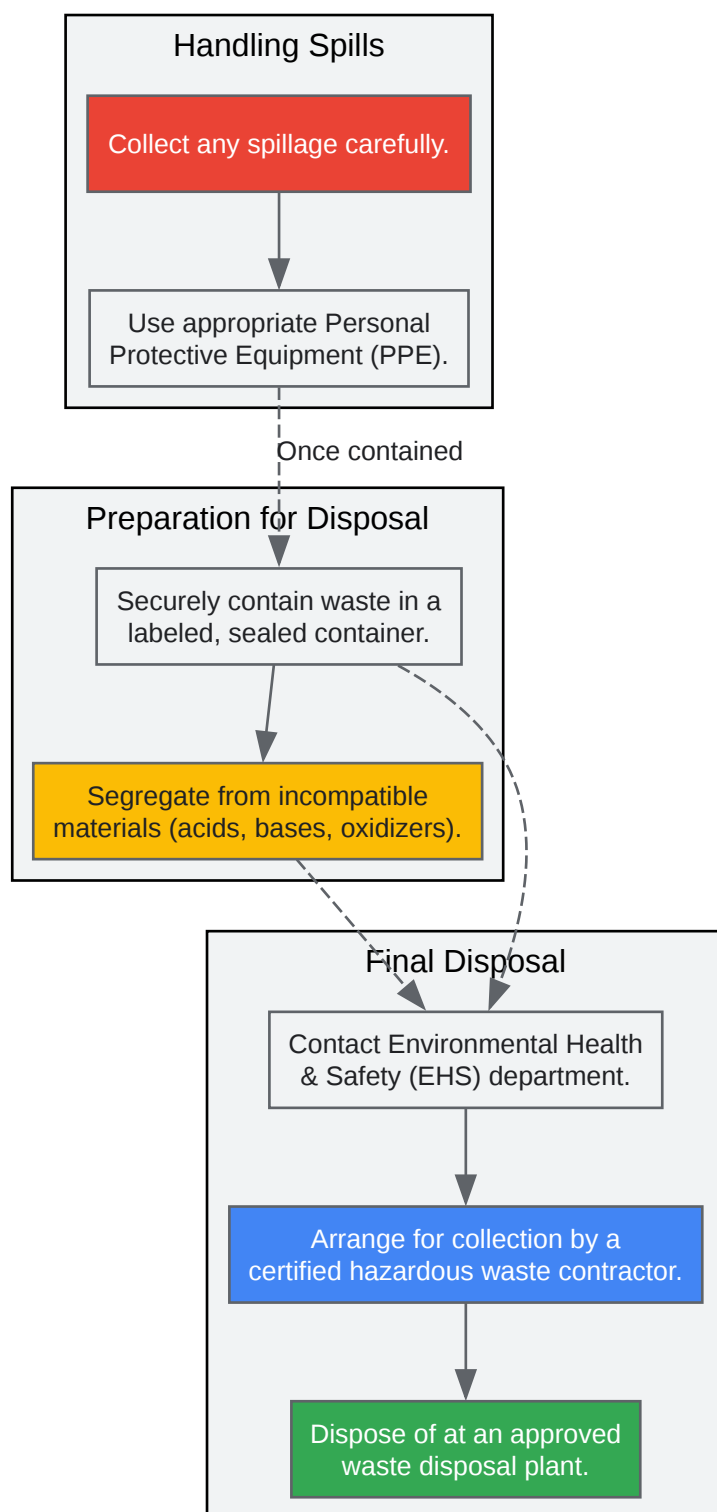 Handling Spills
Collect any spillage carefully.
Use appropriate Personal
Protective Equipment (PPE).
Once contained
Preparation for Disposal
Securely contain waste in a
labeled, sealed container.
Segregate from incompatible
materials (acids, bases, oxidizers).
Final Disposal
Contact Environmental Health
& Safety (EHS) department.
Arrange for collection by a
certified hazardous waste contractor.
Dispose of at an approved
waste disposal plant.